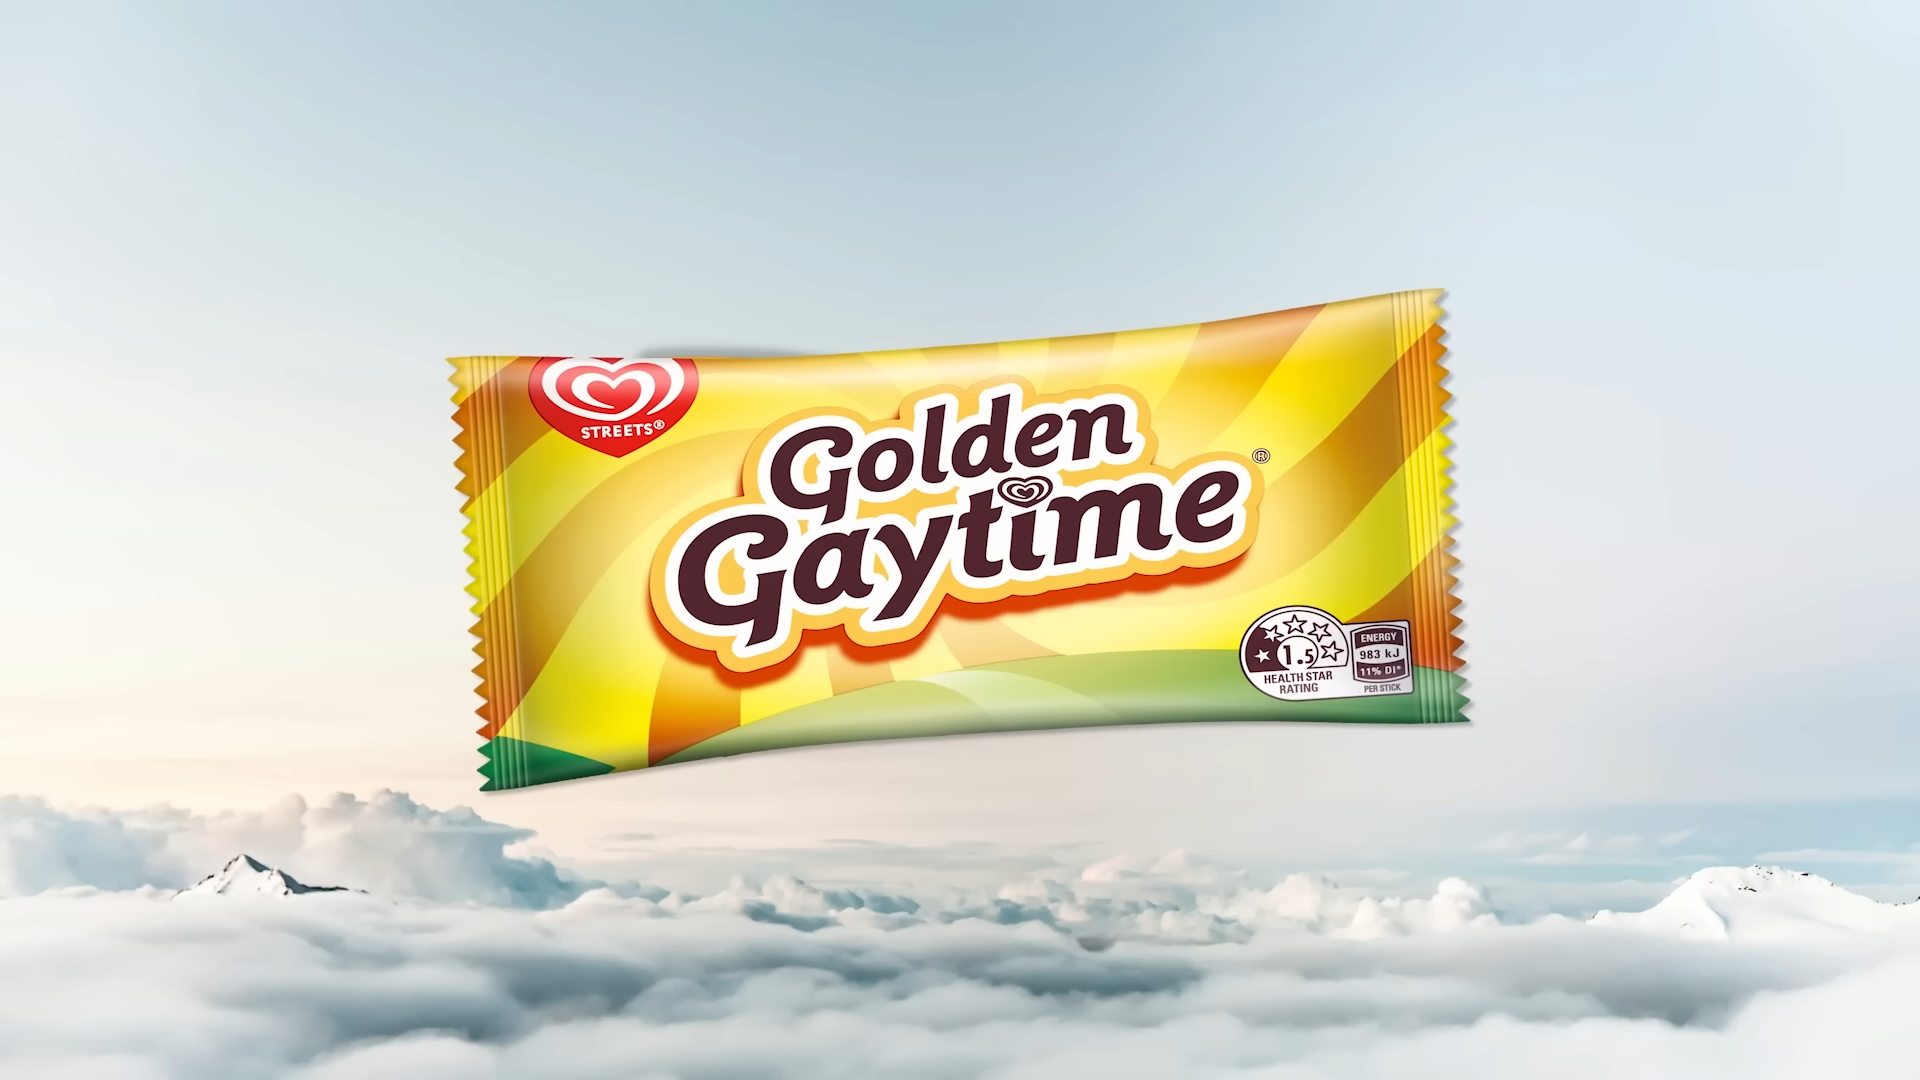 STREETS®
Golden
Gaytime®
1.5
HEALTH STAR
RATING
ENERGY
983 kJ
11% DI*
PER STICK